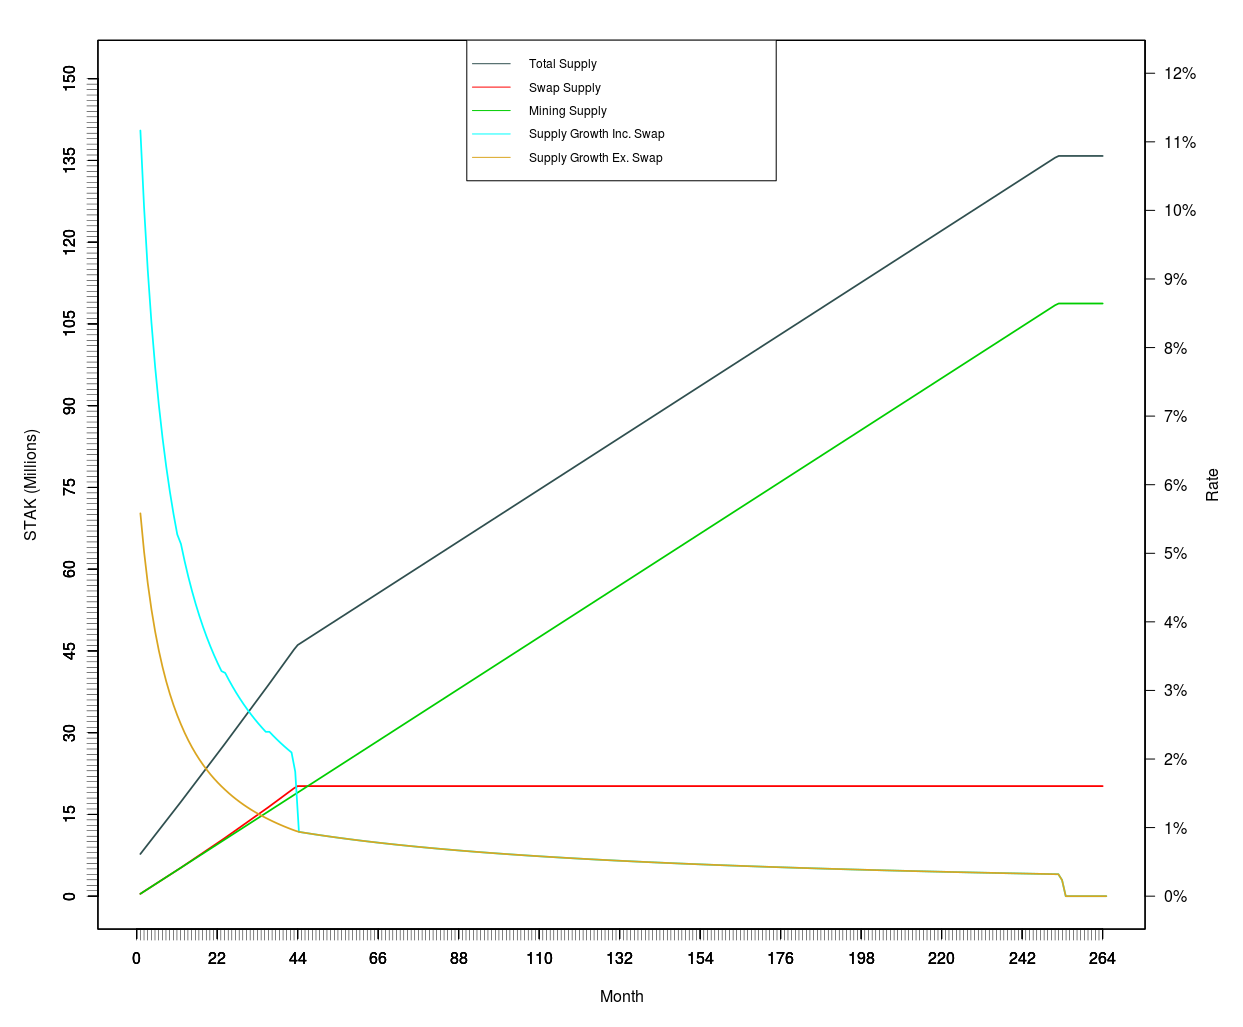 Total Supply
Swap Supply
Mining Supply
Supply Growth Inc. Swap
Supply Growth Ex. Swap
STAK (Millions)
150
135
120
105
90
75
60
45
30
15
0
12%
11%
10%
9%
8%
7%
6%
5%
4%
3%
2%
1%
0%
Rate
0 22 44 66 88 110 132 154 176 198 220 242 264
Month